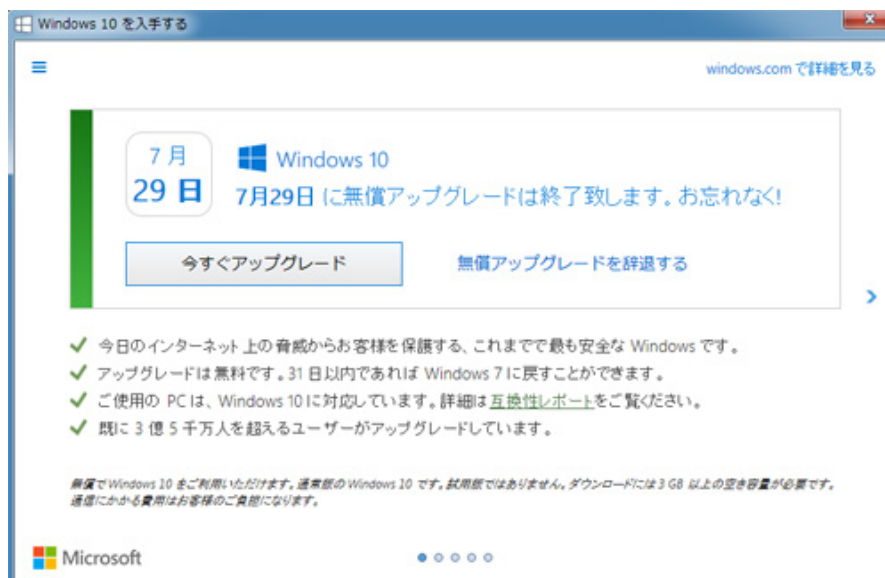 Windows 10 を入手する
windows.com で詳細を見る
7 月
29 日
Windows 10
7月29日 に無償アップグレードは終了致します。お忘れなく!
今すぐアップグレード
無償アップグレードを辞退する
今日のインターネット上の脅威からお客様を保護する、これまでで最も安全な Windows です。
アップグレードは無料です。31 日以内であれば Windows 7 に戻すことができます。
ご使用の PC は、Windows 10 に対応しています。詳細は互換性レポートをご覧ください。
既に 3 億 5 千万人を超えるユーザーがアップグレードしています。
無償で Windows 10 をご利用いただけます。通常版の Windows 10 です。試用版ではありません。ダウンロードには 3 GB 以上の空き容量が必要です。
通信にかかる費用はお客様のご負担になります。
Microsoft